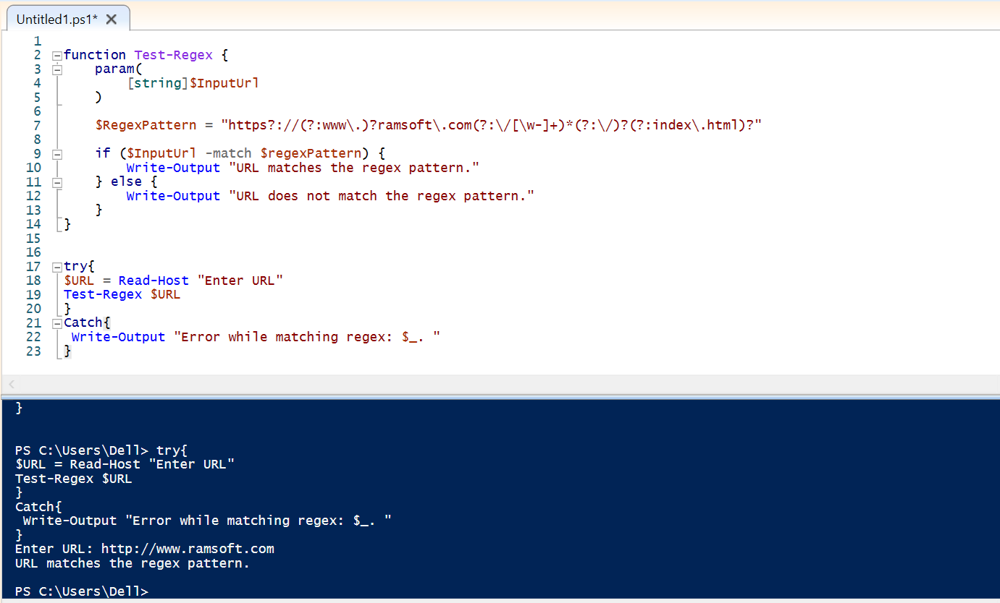 Untitled1.ps1* X
1
2 function Test-Regex {
3     param(
4         [string]$InputUrl
5     )
6
7     $RegexPattern = "https?://(?:www\.)?ramsoft\.com(?:\/[\w-]+)*(?:\/)?(?:index\.html)?"
8
9     if ($InputUrl -match $regexPattern) {
10         Write-Output "URL matches the regex pattern."
11     } else {
12         Write-Output "URL does not match the regex pattern."
13     }
14 }
15
16
17 try{
18 $URL = Read-Host "Enter URL"
19 Test-Regex $URL
20 }
21 Catch{
22  Write-Output "Error while matching regex: $_. "
23 }
}
PS C:\Users\Dell> try{
$URL = Read-Host "Enter URL"
Test-Regex $URL
}
Catch{
 Write-Output "Error while matching regex: $_. "
}
Enter URL: http://www.ramsoft.com
URL matches the regex pattern.
PS C:\Users\Dell>